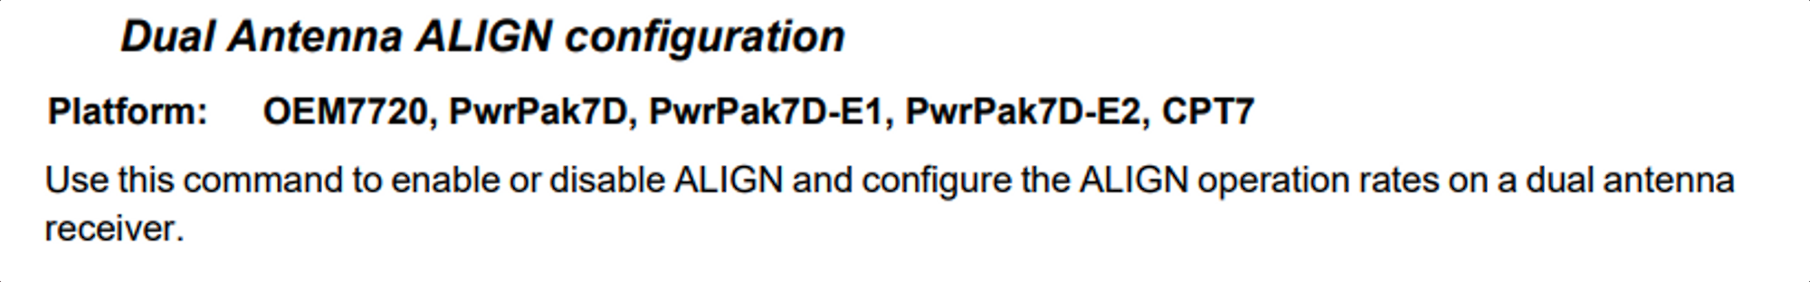 Dual Antenna ALIGN configuration
Platform: OEM7720, PwrPak7D, PwrPak7D-E1, PwrPak7D-E2, CPT7
Use this command to enable or disable ALIGN and configure the ALIGN operation rates on a dual antenna
receiver.